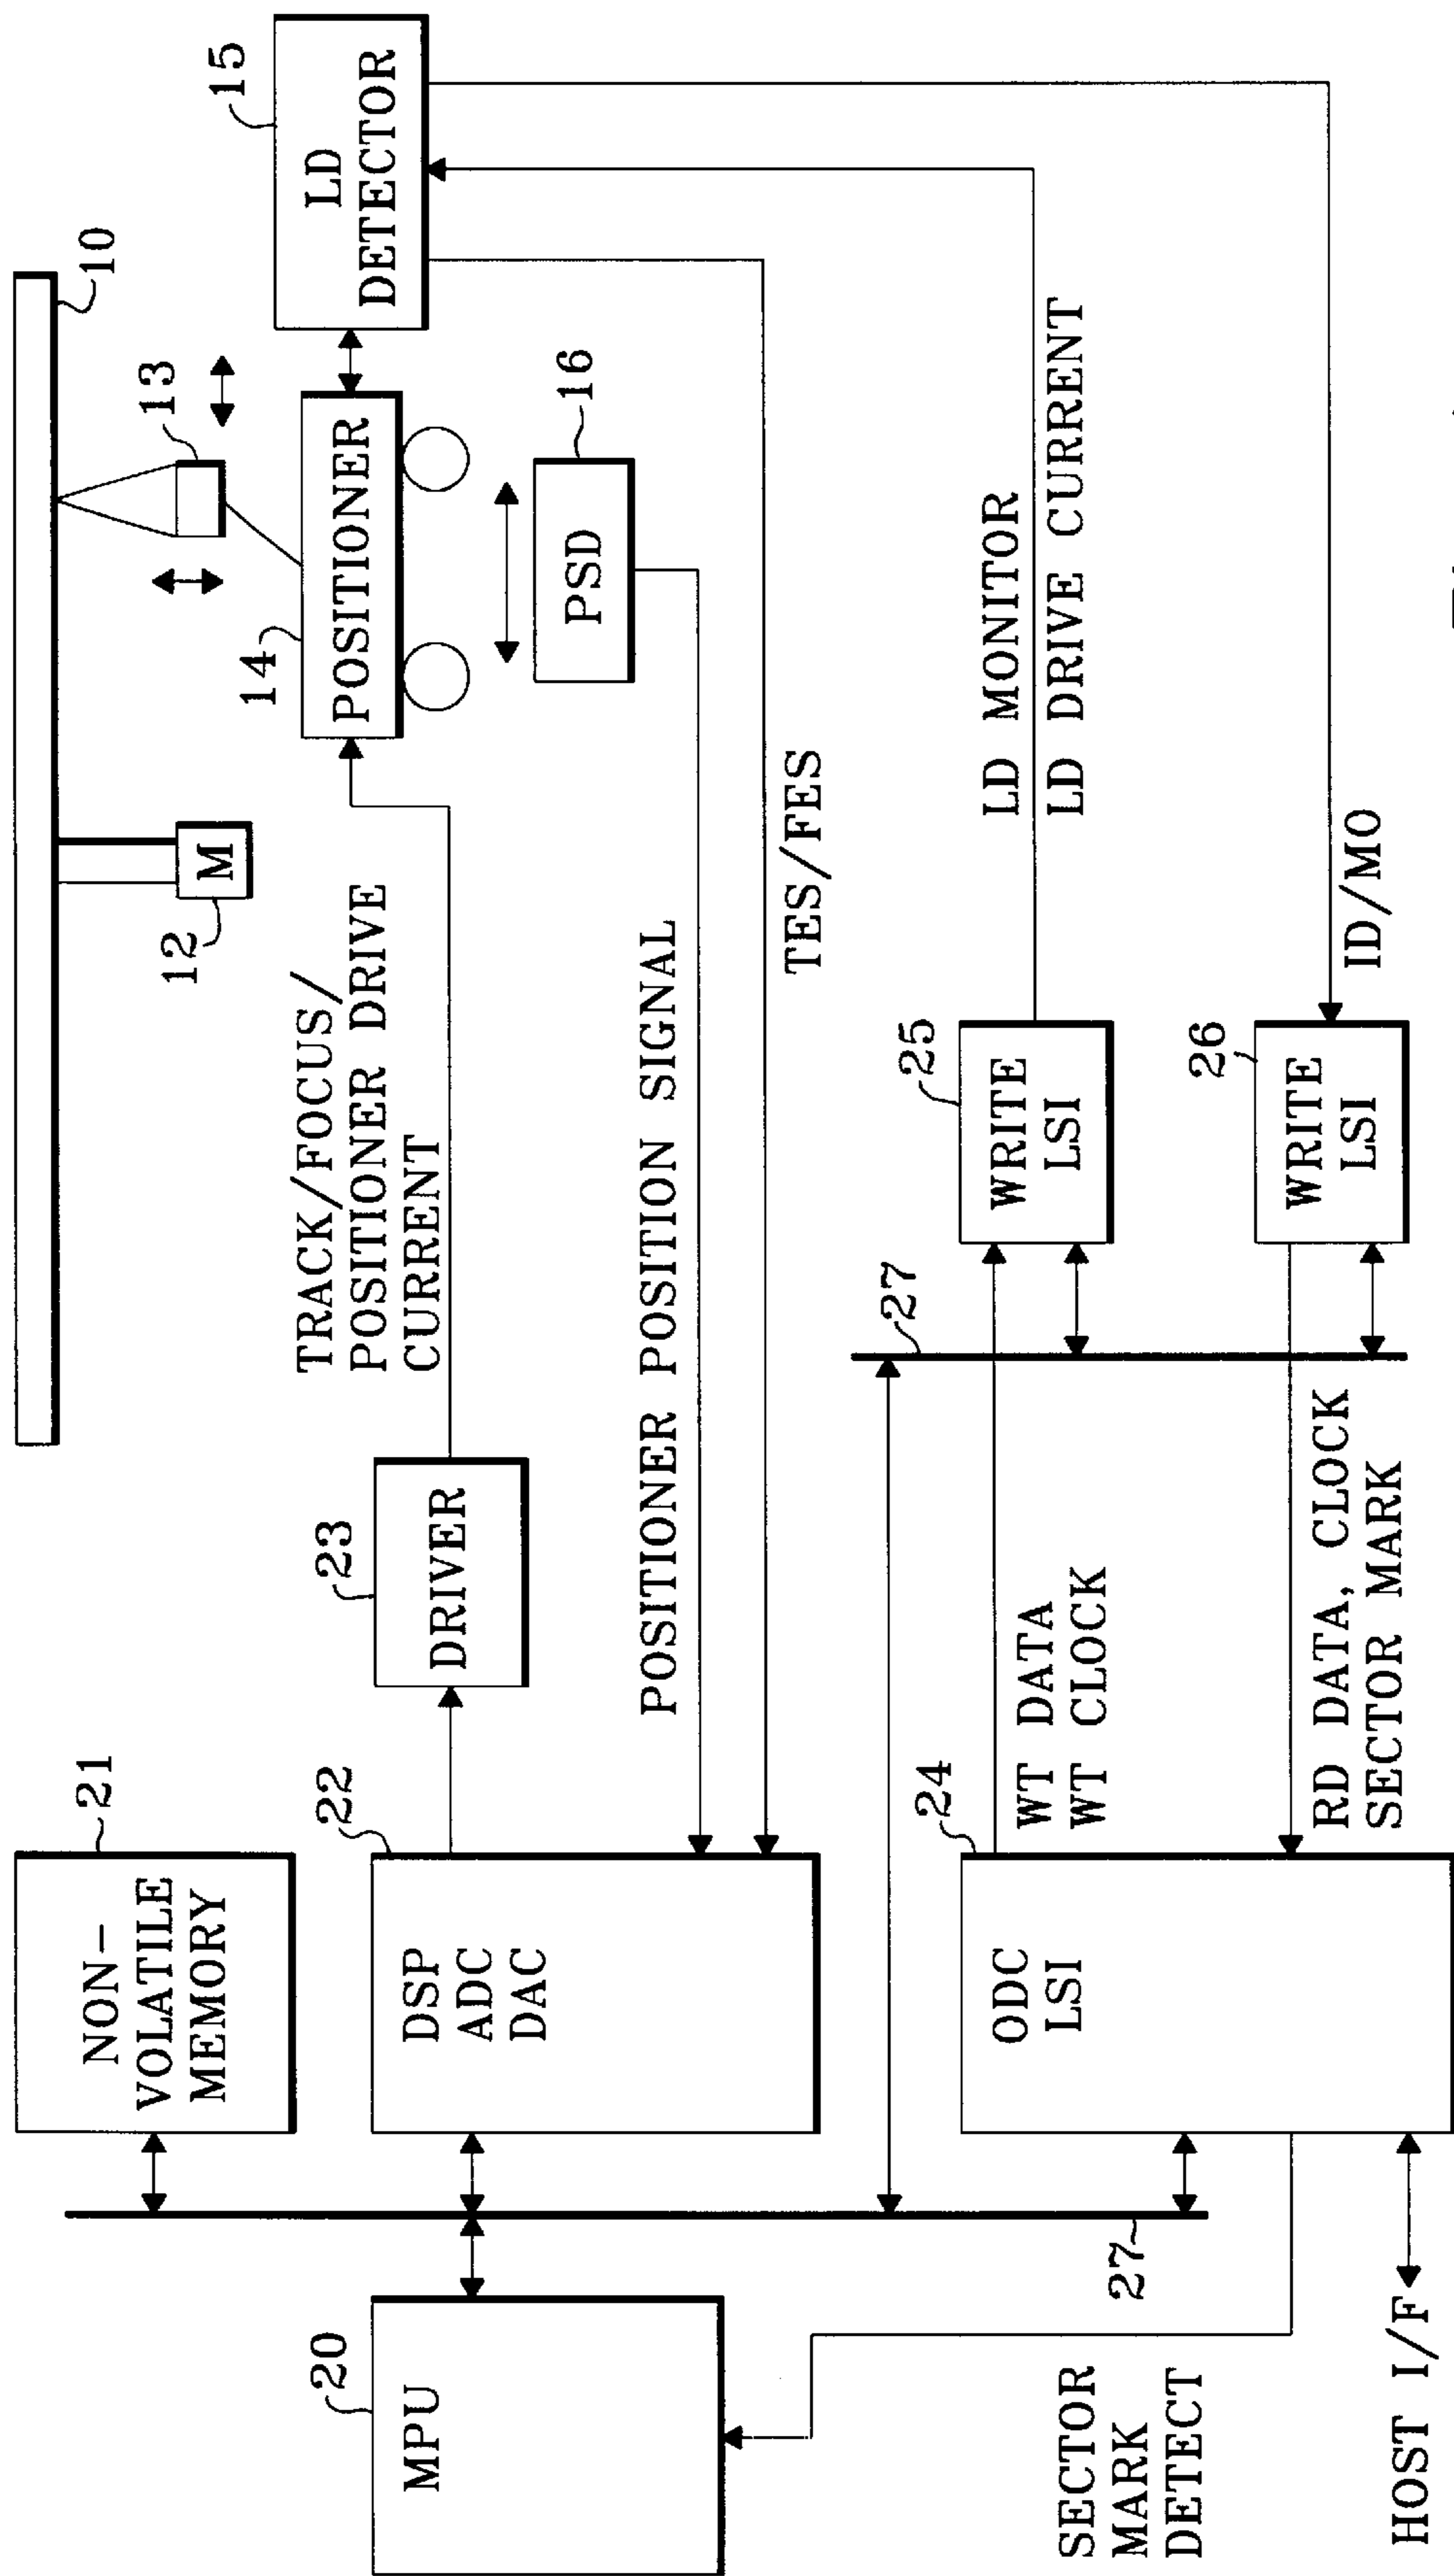 10
15
LD
DETECTOR
13
14
POSITIONER
16
PSD
12
M
TRACK/FOCUS/
POSITIONER DRIVE
CURRENT
23
DRIVER
POSITIONER POSITION SIGNAL
TES/FES
LD MONITOR
LD DRIVE CURRENT
21
NON-
VOLATILE
MEMORY
22
DSP
ADC
DAC
20
MPU
25
WRITE
LSI
26
WRITE
LSI
ID/MO
27
24
ODC
LSI
WT DATA
WT CLOCK
RD DATA, CLOCK
SECTOR MARK
27
SECTOR
MARK
DETECT
HOST I/F